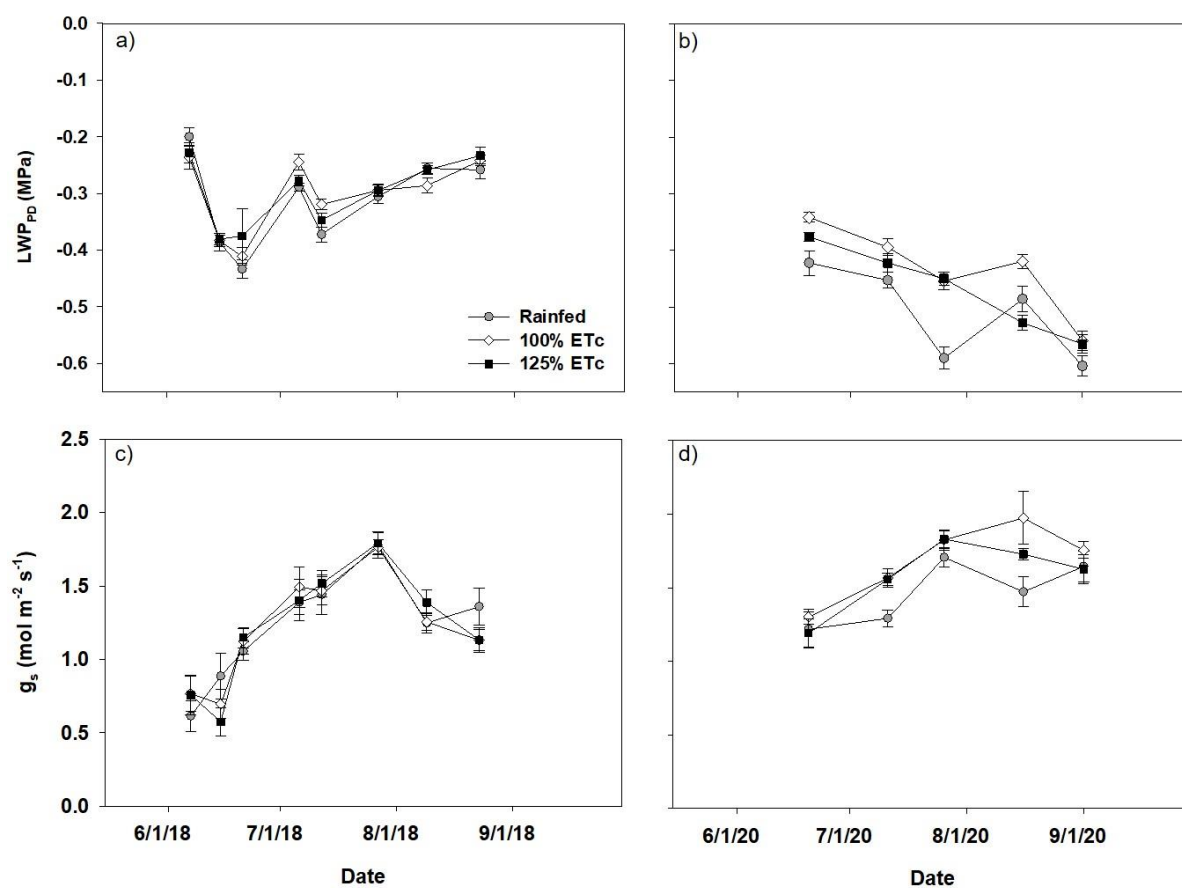 0.0
-0.1
-0.2
-0.3
-0.4
-0.5
-0.6
LWP_PD (MPa)
a)
Rainfed
100% ETc
125% ETc
b)
2.5
2.0
1.5
1.0
0.5
0.0
g_s (mol m⁻² s⁻¹)
c)
d)
6/1/18 7/1/18 8/1/18 9/1/18
6/1/20 7/1/20 8/1/20 9/1/20
Date
Date